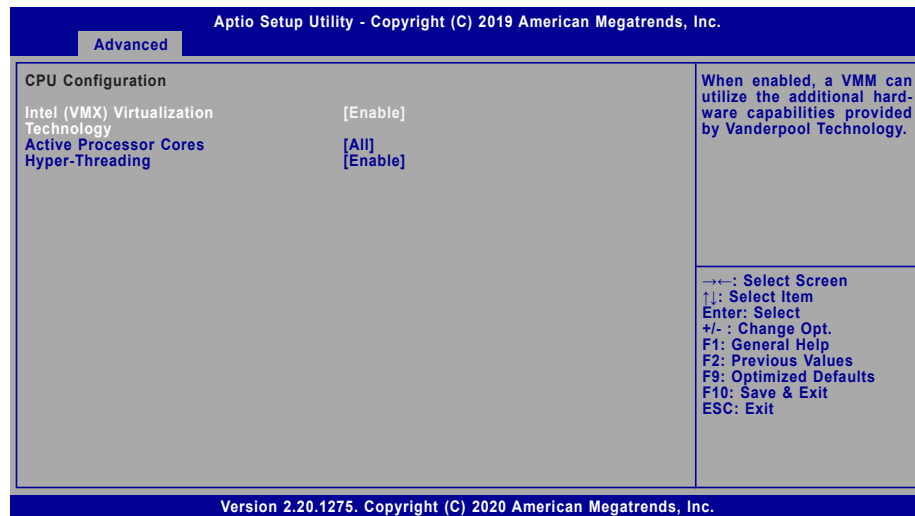 Aptio Setup Utility - Copyright (C) 2019 American Megatrends, Inc.
Advanced
CPU Configuration
Intel (VMX) Virtualization [Enable]
Technology
Active Processor Cores [All]
Hyper-Threading [Enable]
When enabled, a VMM can
utilize the additional hard-
ware capabilities provided
by Vanderpool Technology.
→←: Select Screen
↑↓: Select Item
Enter: Select
+/- : Change Opt.
F1: General Help
F2: Previous Values
F9: Optimized Defaults
F10: Save & Exit
ESC: Exit
Version 2.20.1275. Copyright (C) 2020 American Megatrends, Inc.